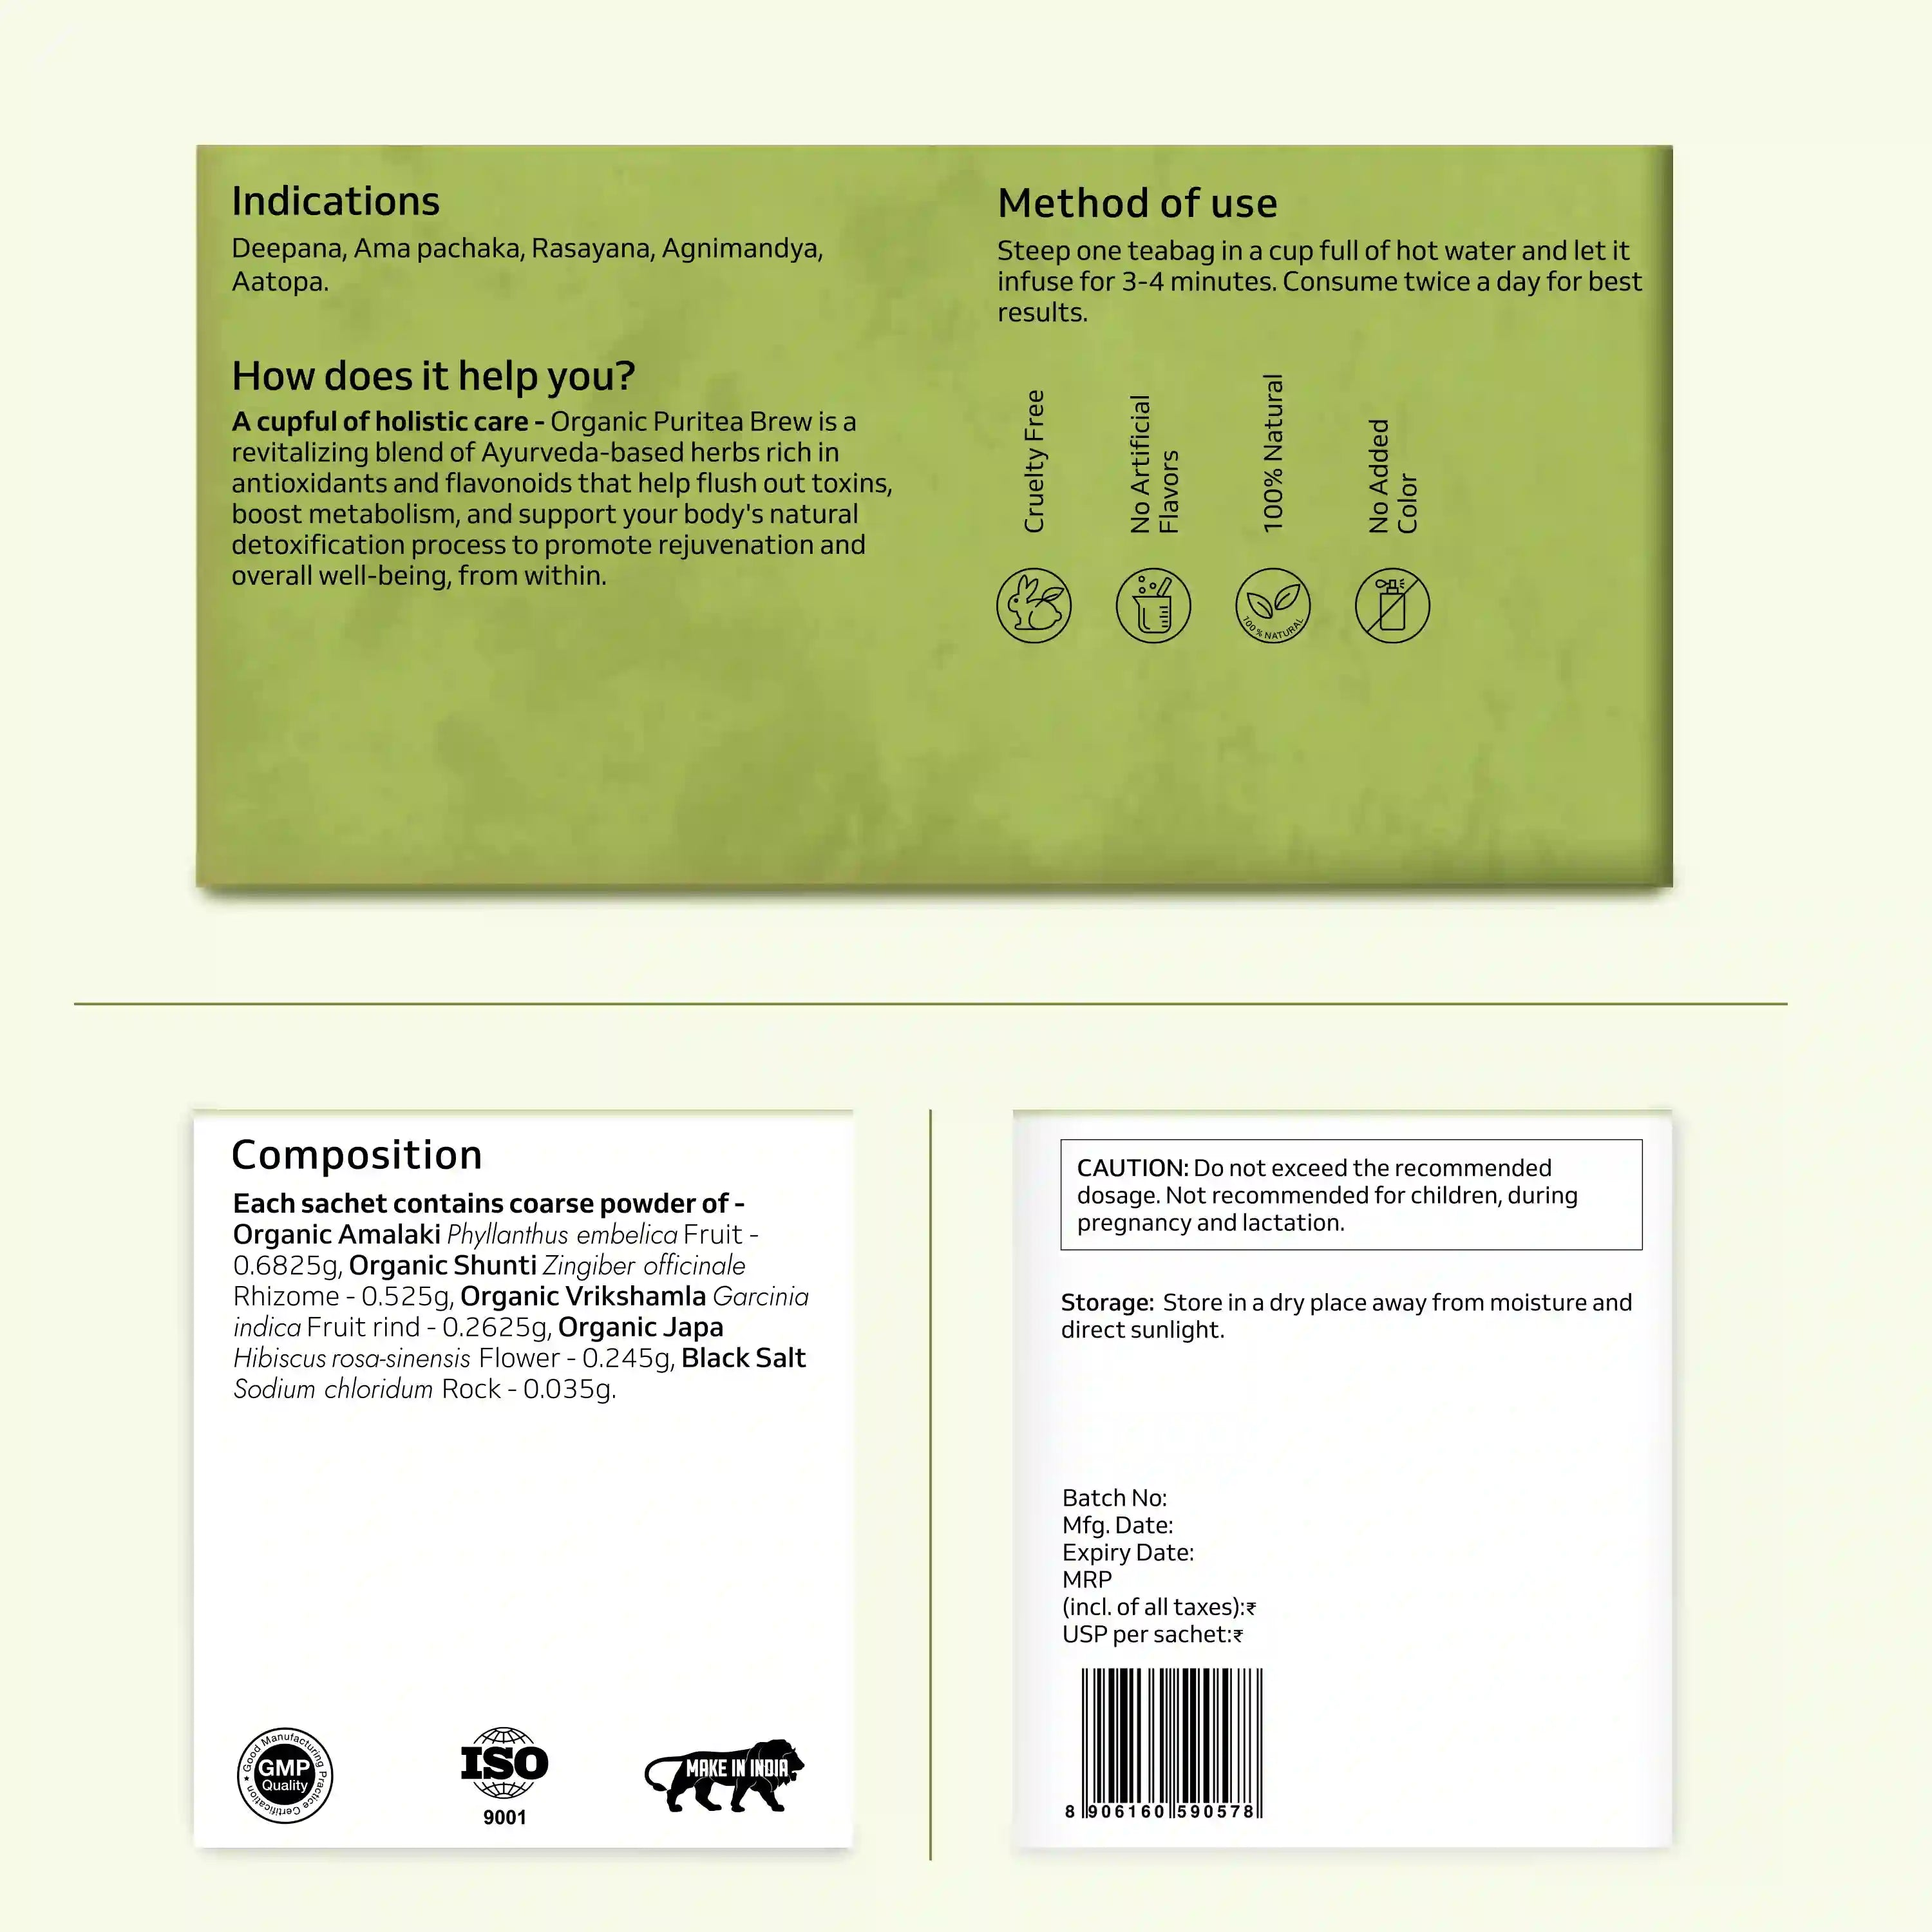 Indications
Deepana, Ama pachaka, Rasayana, Agnimandya,
Aatopa.
How does it help you?
A cupful of holistic care - Organic Puritea Brew is a
revitalizing blend of Ayurveda-based herbs rich in
antioxidants and flavonoids that help flush out toxins,
boost metabolism, and support your body's natural
detoxification process to promote rejuvenation and
overall well-being, from within.
Method of use
Steep one teabag in a cup full of hot water and let it
infuse for 3-4 minutes. Consume twice a day for best
results.
Cruelty Free
No Artificial
Flavors
100% Natural
No Added
Color
100% NATURAL
Composition
Each sachet contains coarse powder of -
Organic Amalaki Phyllanthus embelica Fruit -
0.6825g, Organic Shunti Zingiber officinale
Rhizome - 0.525g, Organic Vrikshamla Garcinia
indica Fruit rind - 0.2625g, Organic Japa
Hibiscus rosa-sinensis Flower - 0.245g, Black Salt
Sodium chloridum Rock - 0.035g.
Good Manufacturing Practice Certification
GMP
Quality
ISO
9001
MAKE IN INDIA
CAUTION: Do not exceed the recommended
dosage. Not recommended for children, during
pregnancy and lactation.
Storage: Store in a dry place away from moisture and
direct sunlight.
Batch No:
Mfg. Date:
Expiry Date:
MRP
(incl. of all taxes):₹
USP per sachet:₹
8 906160 590578